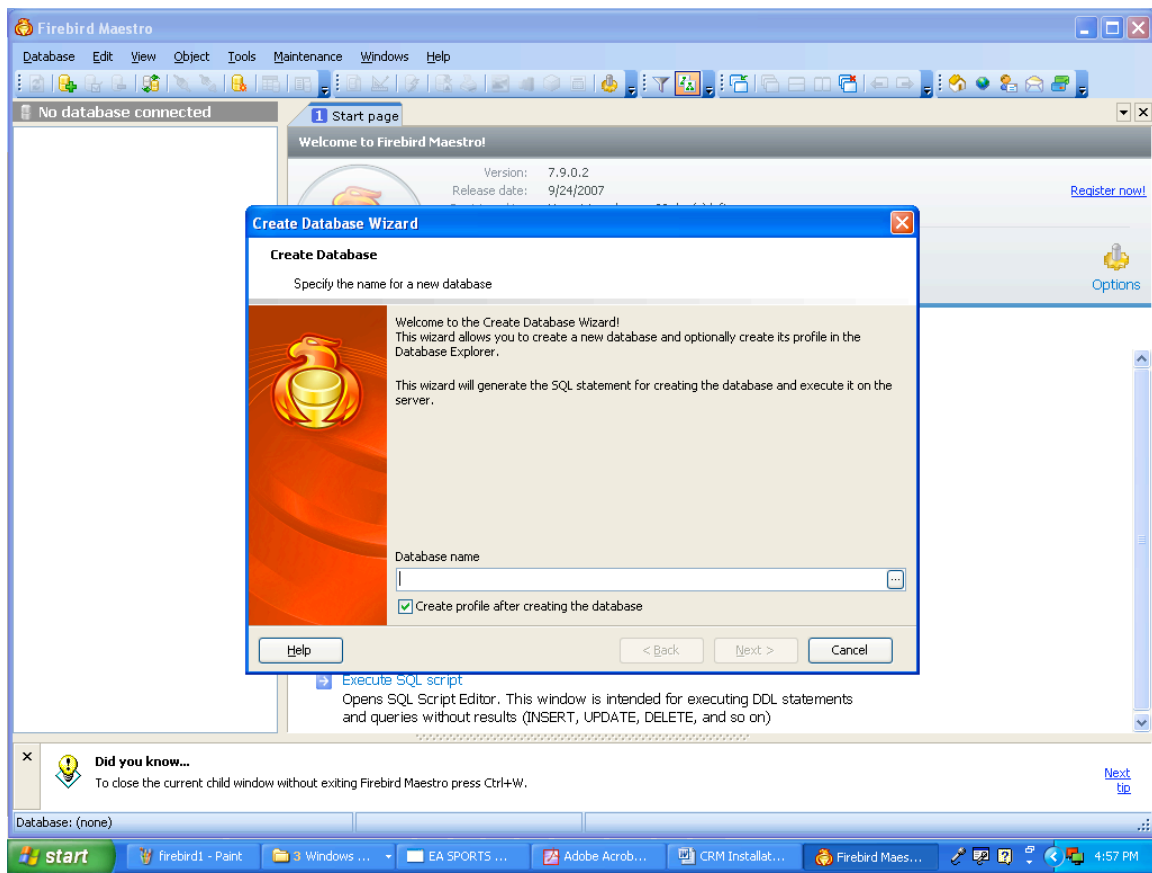 Firebird Maestro
Database Edit View Object Tools Maintenance Windows Help
No database connected
1 Start page
Welcome to Firebird Maestro!
Version: 7.9.0.2
Release date: 9/24/2007
Register now!
Create Database Wizard
Create Database
Specify the name for a new database
Options
Welcome to the Create Database Wizard!
This wizard allows you to create a new database and optionally create its profile in the
Database Explorer.
This wizard will generate the SQL statement for creating the database and execute it on the
server.
Database name
...
Create profile after creating the database
Help < Back Next > Cancel
Execute SQL script
Opens SQL Script Editor. This window is intended for executing DDL statements
and queries without results (INSERT, UPDATE, DELETE, and so on)
Did you know...
To close the current child window without exiting Firebird Maestro press Ctrl+W.
Next
tip
Database: (none)
start firebird1 - Paint 3 Windows ... EA SPORTS ... Adobe Acrob... CRM Installat... Firebird Maes... 4:57 PM